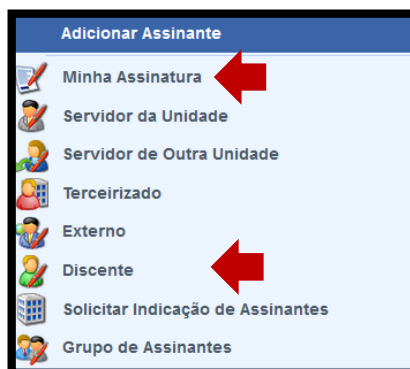 Adicionar Assinante
Minha Assinatura
Servidor da Unidade
Servidor de Outra Unidade
Terceirizado
Externo
Discente
Solicitar Indicação de Assinantes
Grupo de Assinantes